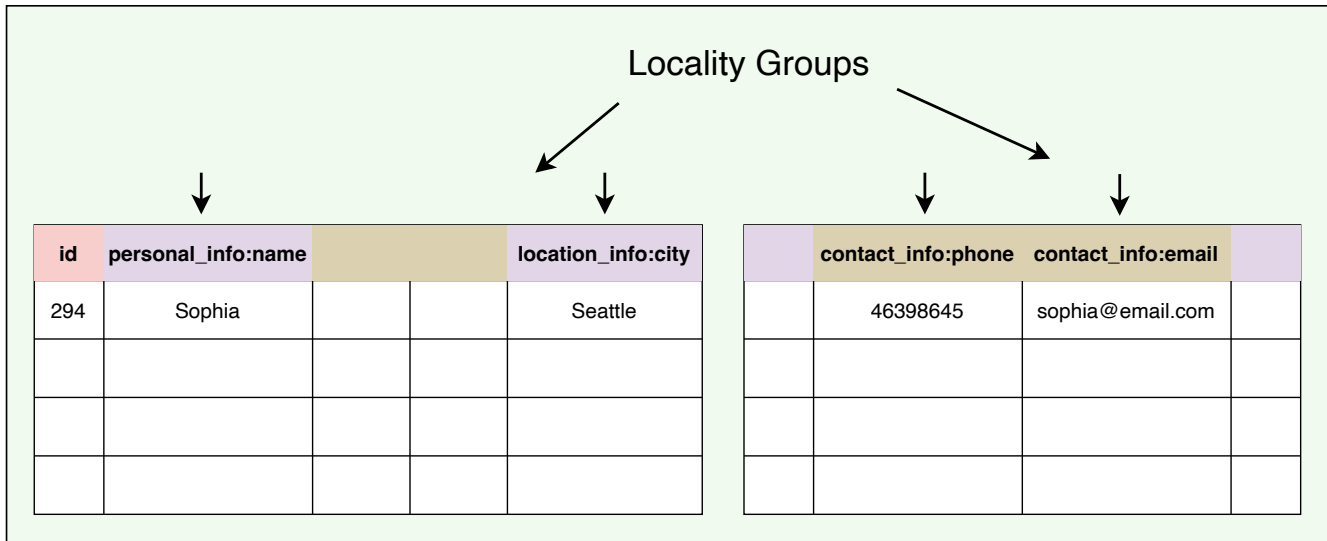 Locality Groups
id personal_info:name location_info:city contact_info:phone contact_info:email
294 Sophia Seattle 46398645 sophia@email.com